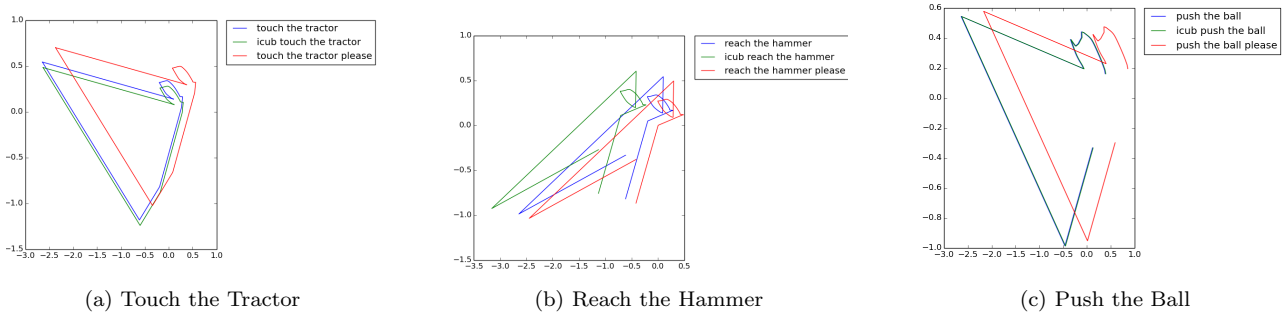 1.0
0.5
0.0
−0.5
−1.0
−1.5
−3.0 −2.5 −2.0 −1.5 −1.0 −0.5 0.0 0.5 1.0
touch the tractor
icub touch the tractor
touch the tractor please
(a) Touch the Tractor
1.0
0.5
0.0
−0.5
−1.0
−1.5
−3.5 −3.0 −2.5 −2.0 −1.5 −1.0 −0.5 0.0 0.5
reach the hammer
icub reach the hammer
reach the hammer please
(b) Reach the Hammer
0.6
0.4
0.2
0.0
−0.2
−0.4
−0.6
−0.8
−1.0
−3.0 −2.5 −2.0 −1.5 −1.0 −0.5 0.0 0.5 1.0
push the ball
icub push the ball
push the ball please
(c) Push the Ball